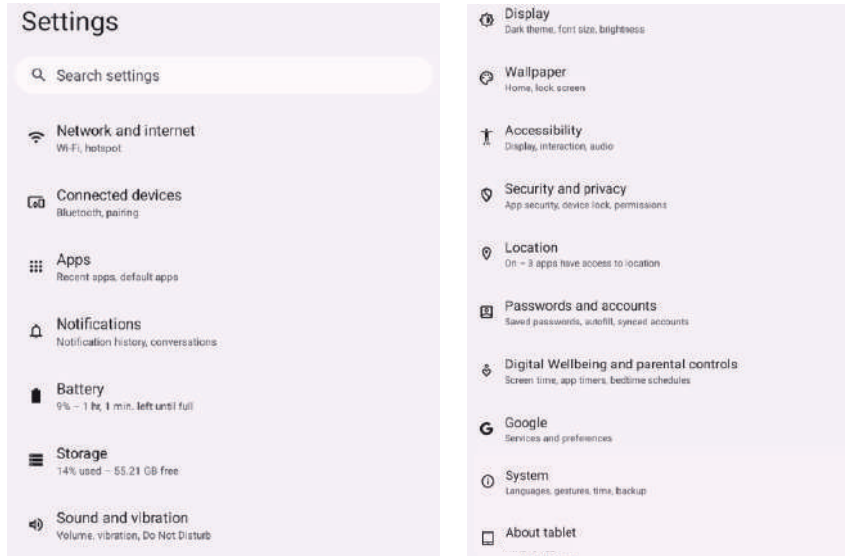 Settings
Search settings
Network and internet
Wi-Fi, hotspot
Connected devices
Bluetooth, pairing
Apps
Recent apps, default apps
Notifications
Notification history, conversations
Battery
9% – 1 hr, 1 min. left until full
Storage
14% used – 55.21 GB free
Sound and vibration
Volume, vibration, Do Not Disturb
Display
Dark theme, font size, brightness
Wallpaper
Home, lock screen
Accessibility
Display, interaction, audio
Security and privacy
App security, device lock, permissions
Location
On – 3 apps have access to location
Passwords and accounts
Saved passwords, autofill, synced accounts
Digital Wellbeing and parental controls
Screen time, app timers, bedtime schedules
Google
Services and preferences
System
Languages, gestures, time, backup
About tablet